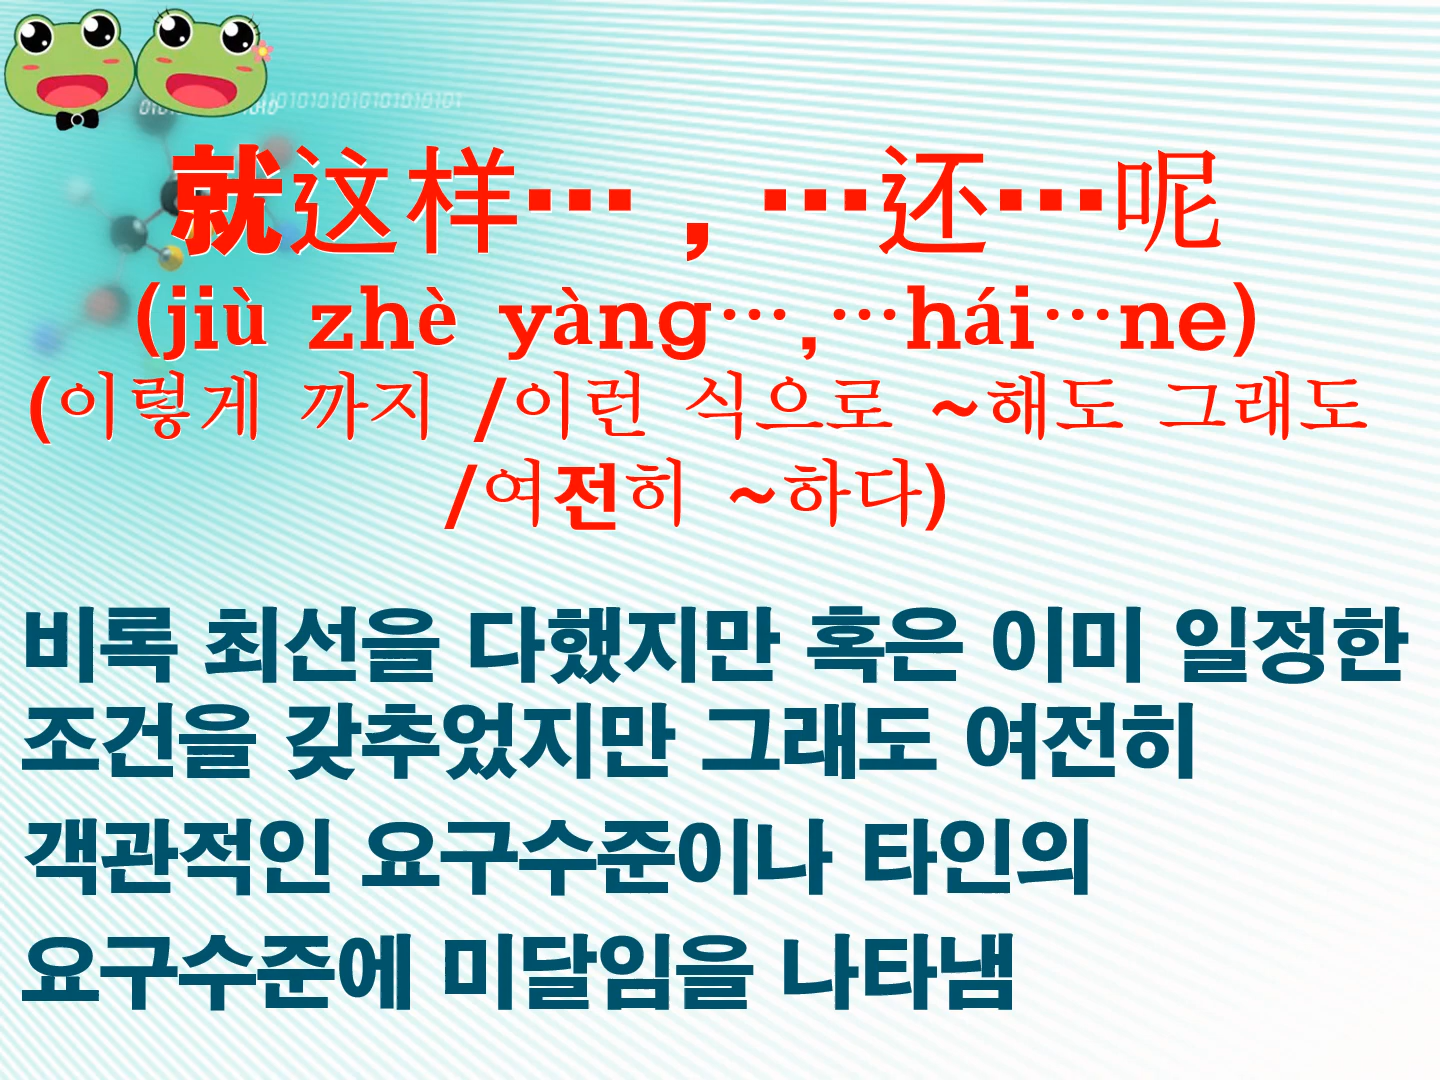 就这样… , …还…呢
(jiù zhè yàng…,…hái…ne)
(이렇게 까지 /이런 식으로 ~해도 그래도
/여전히 ~하다)
비록 최선을 다했지만 혹은 이미 일정한
조건을 갖추었지만 그래도 여전히
객관적인 요구수준이나 타인의
요구수준에 미달임을 나타냄